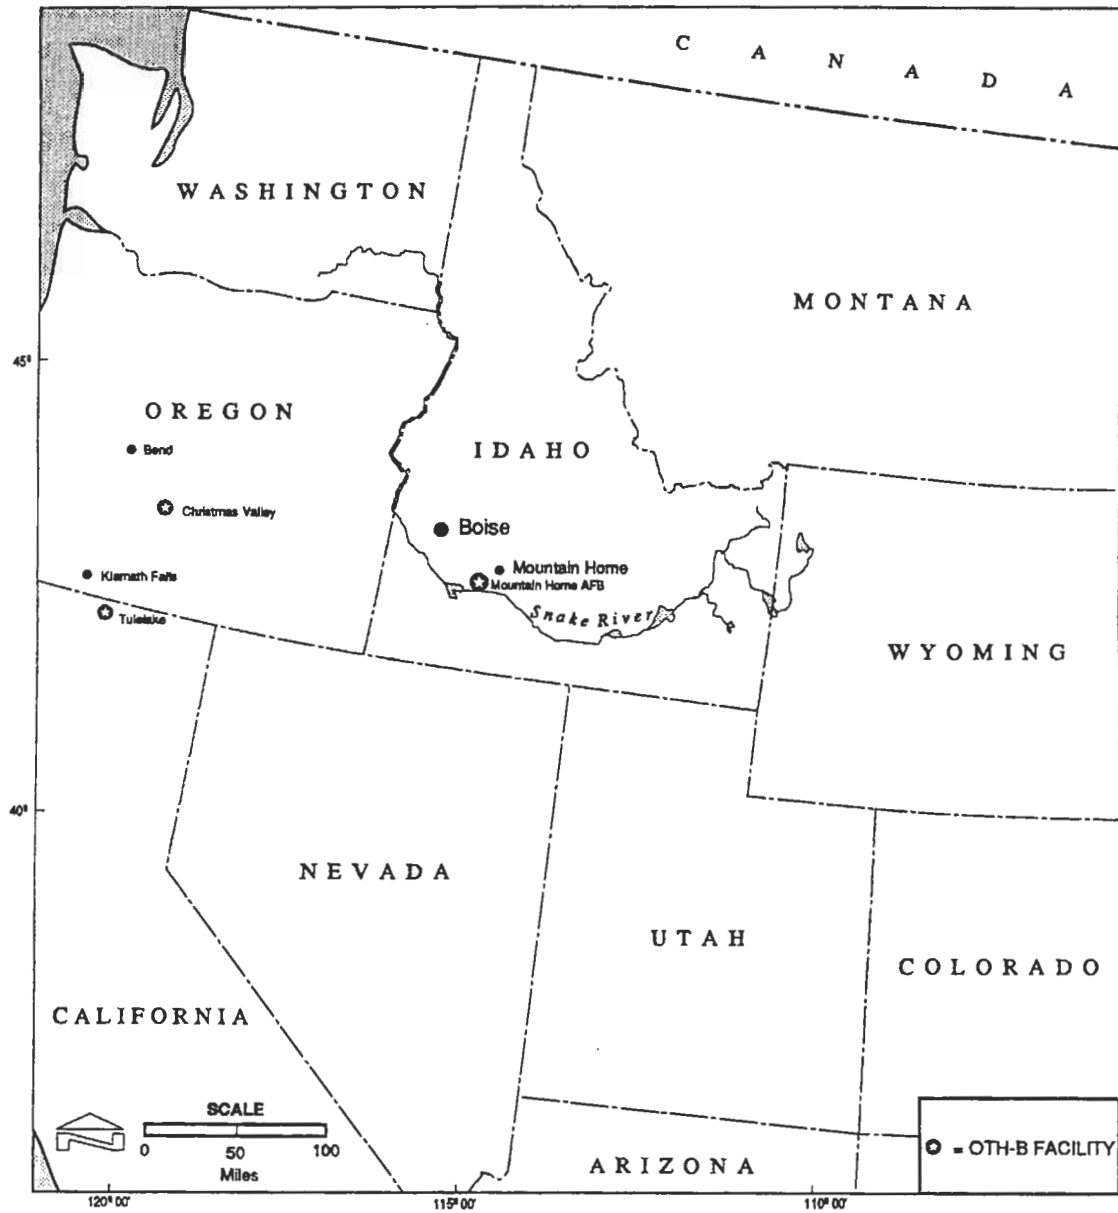 C A N A D A
WASHINGTON
MONTANA
45°
OREGON
Bend
IDAHO
Christmas Valley
Boise
Klamath Falls
Mountain Home
Mountain Home AFB
Tulelake
Snake River
WYOMING
40°
NEVADA
UTAH
COLORADO
CALIFORNIA
SCALE
0 50 100
Miles
= OTH-B FACILITY
ARIZONA
120° 00' 115° 00' 110° 00'